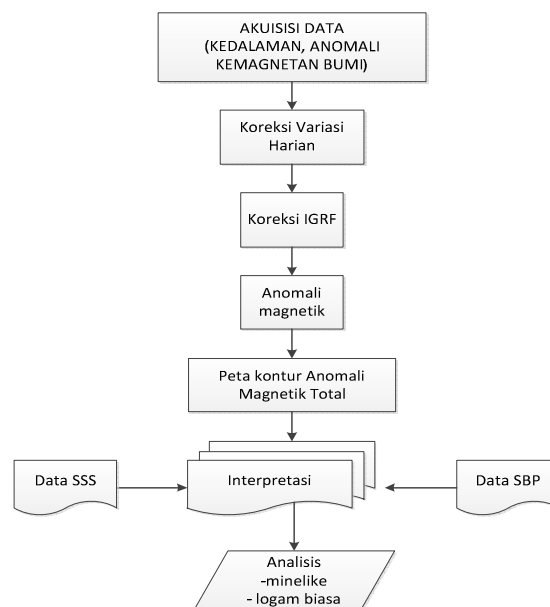 AKUISISI DATA
(KEDALAMAN, ANOMALI
KEMAGNETAN BUMI)
Koreksi Variasi
Harian
Koreksi IGRF
Anomali
magnetik
Peta kontur Anomali
Magnetik Total
Data SSS
Interpretasi
Data SBP
Analisis
-minelike
- logam biasa